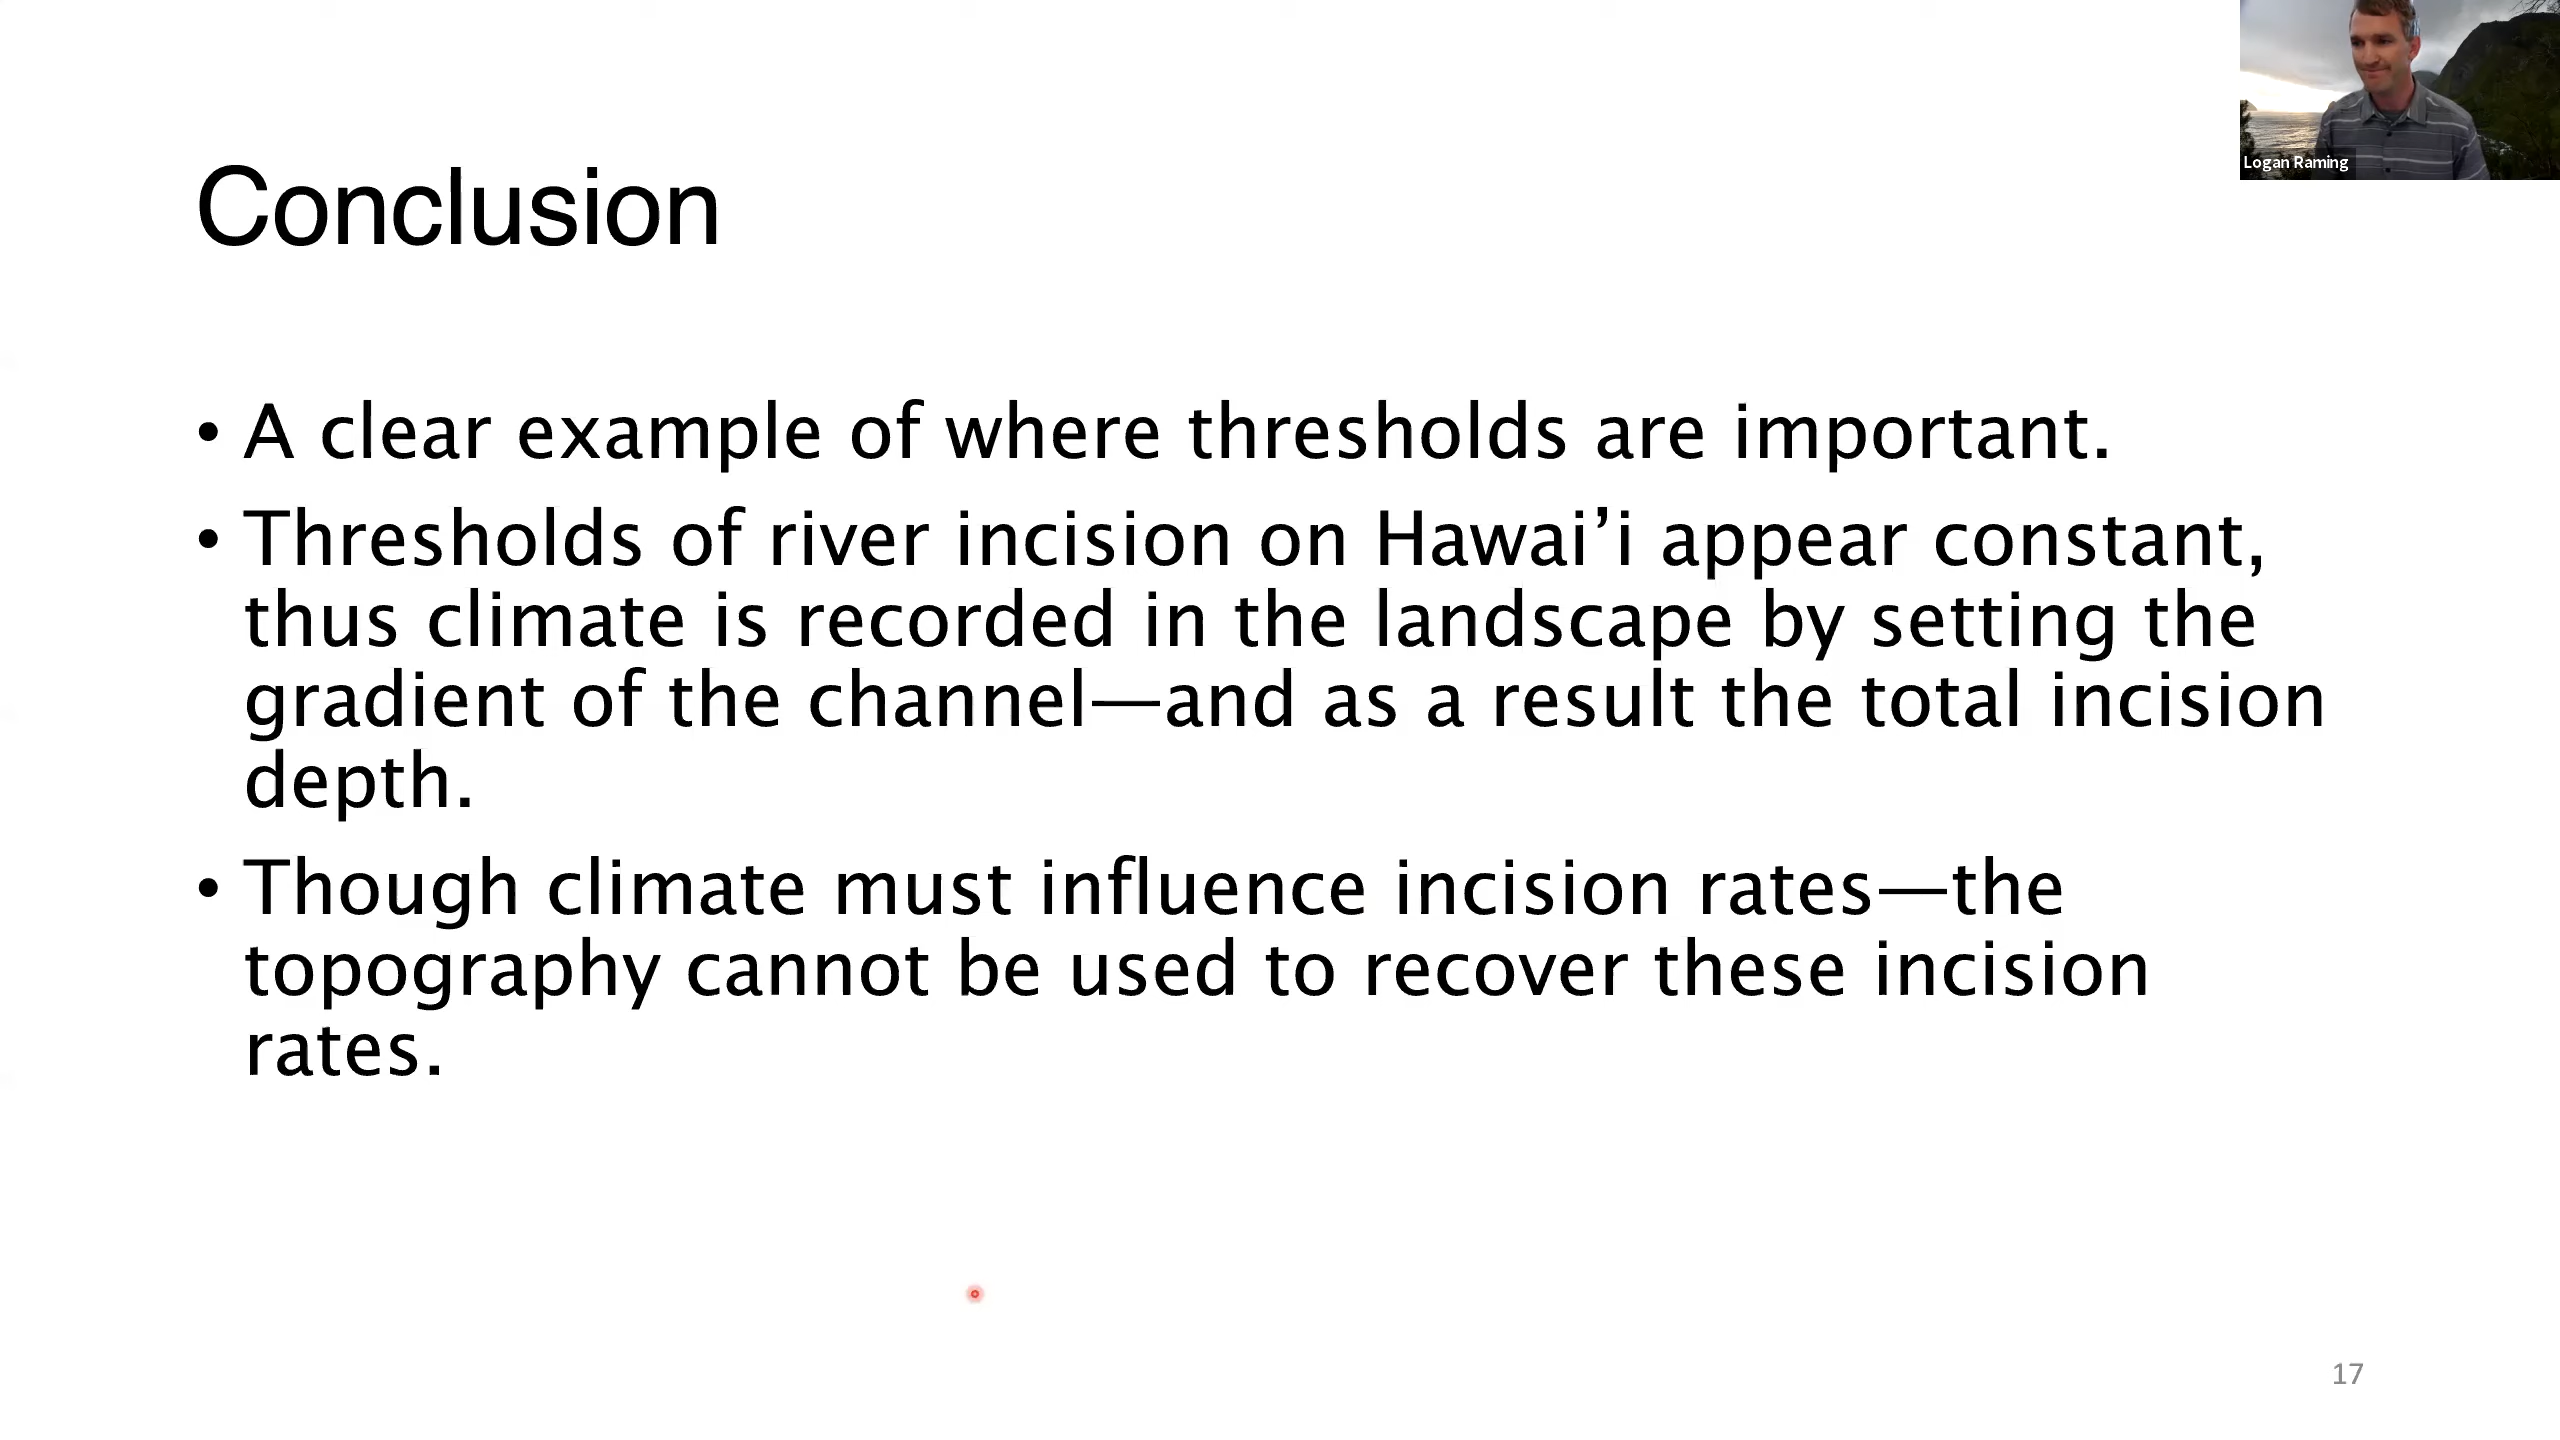 Logan Raming
Conclusion
• A clear example of where thresholds are important.
• Thresholds of river incision on Hawai’i appear constant,
thus climate is recorded in the landscape by setting the
gradient of the channel—and as a result the total incision
depth.
• Though climate must influence incision rates—the
topography cannot be used to recover these incision
rates.
17